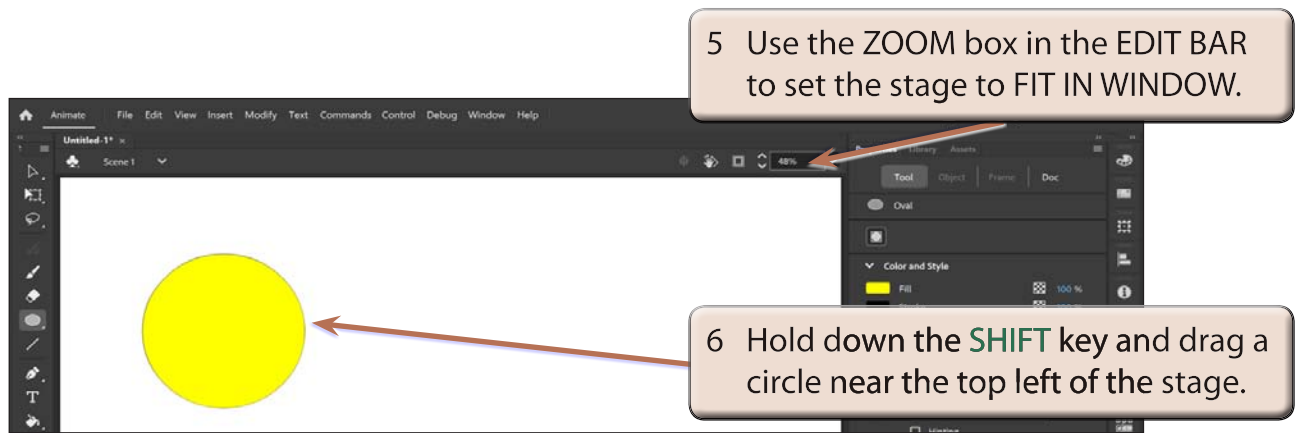 5 Use the ZOOM box in the EDIT BAR
to set the stage to FIT IN WINDOW.
Animate File Edit View Insert Modify Text Commands Control Debug Window Help
Untitled-1* ×
Scene 1 48%
Library Assets
Tool Object Frame Doc
Oval
Color and Style
Fill 100 %
6 Hold down the SHIFT key and drag a
circle near the top left of the stage.
T